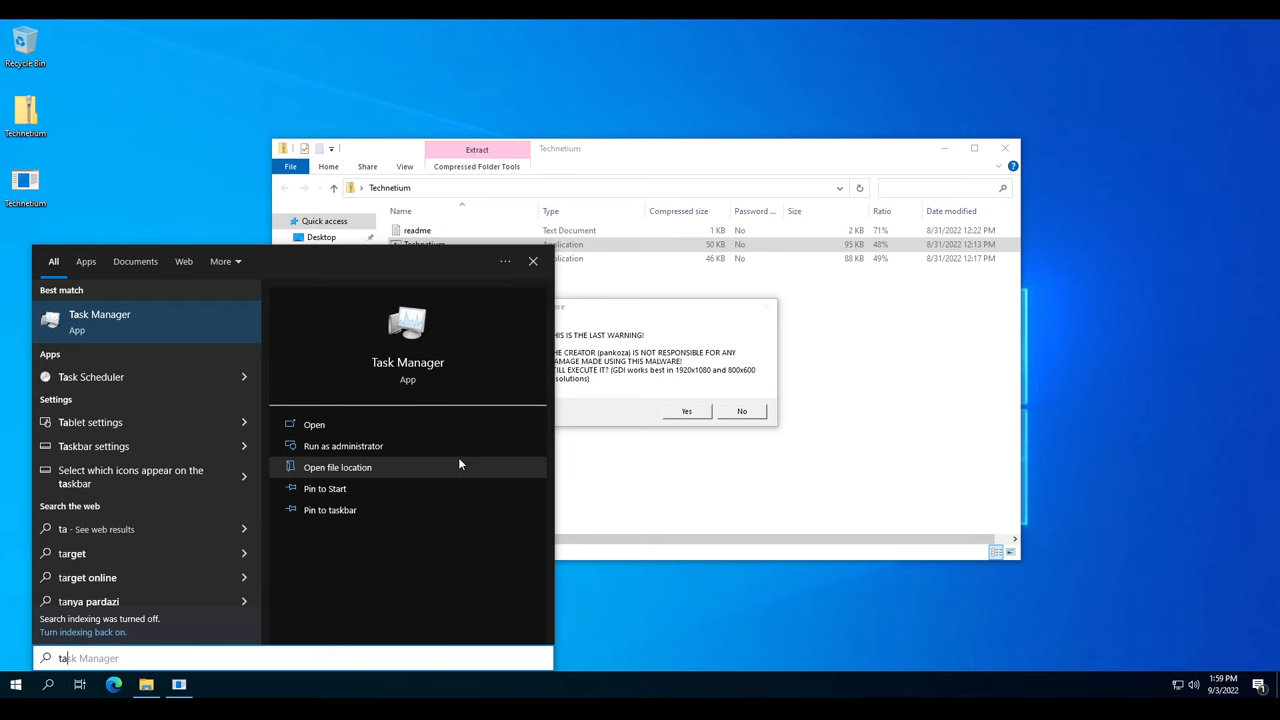 Recycle Bin
Technetium
Technetium
Extract
Technetium
File
Home
Share
View
Compressed Folder Tools
Technetium
Name
Type
Compressed size
Password ...
Size
Ratio
Date modified
Quick access
Desktop
readme
Text Document
1 KB
No
2 KB
71%
8/31/2022 12:22 PM
Technetium
Application
50 KB
No
95 KB
48%
8/31/2022 12:13 PM
plication
46 KB
No
88 KB
49%
8/31/2022 12:17 PM
xe
HIS IS THE LAST WARNING!
HE CREATOR (pankoza) IS NOT RESPONSIBLE FOR ANY
AMAGE MADE USING THIS MALWARE!
TILL EXECUTE IT? (GDI works best in 1920x1080 and 800x600
solutions)
Yes
No
All
Apps
Documents
Web
More
Best match
Task Manager
App
Apps
Task Scheduler
Settings
Tablet settings
Taskbar settings
Select which icons appear on the
taskbar
Search the web
ta - See web results
target
target online
tanya pardazi
Search indexing was turned off.
Turn indexing back on.
Task Manager
App
Open
Run as administrator
Open file location
Pin to Start
Pin to taskbar
task Manager
1:59 PM
9/3/2022
1